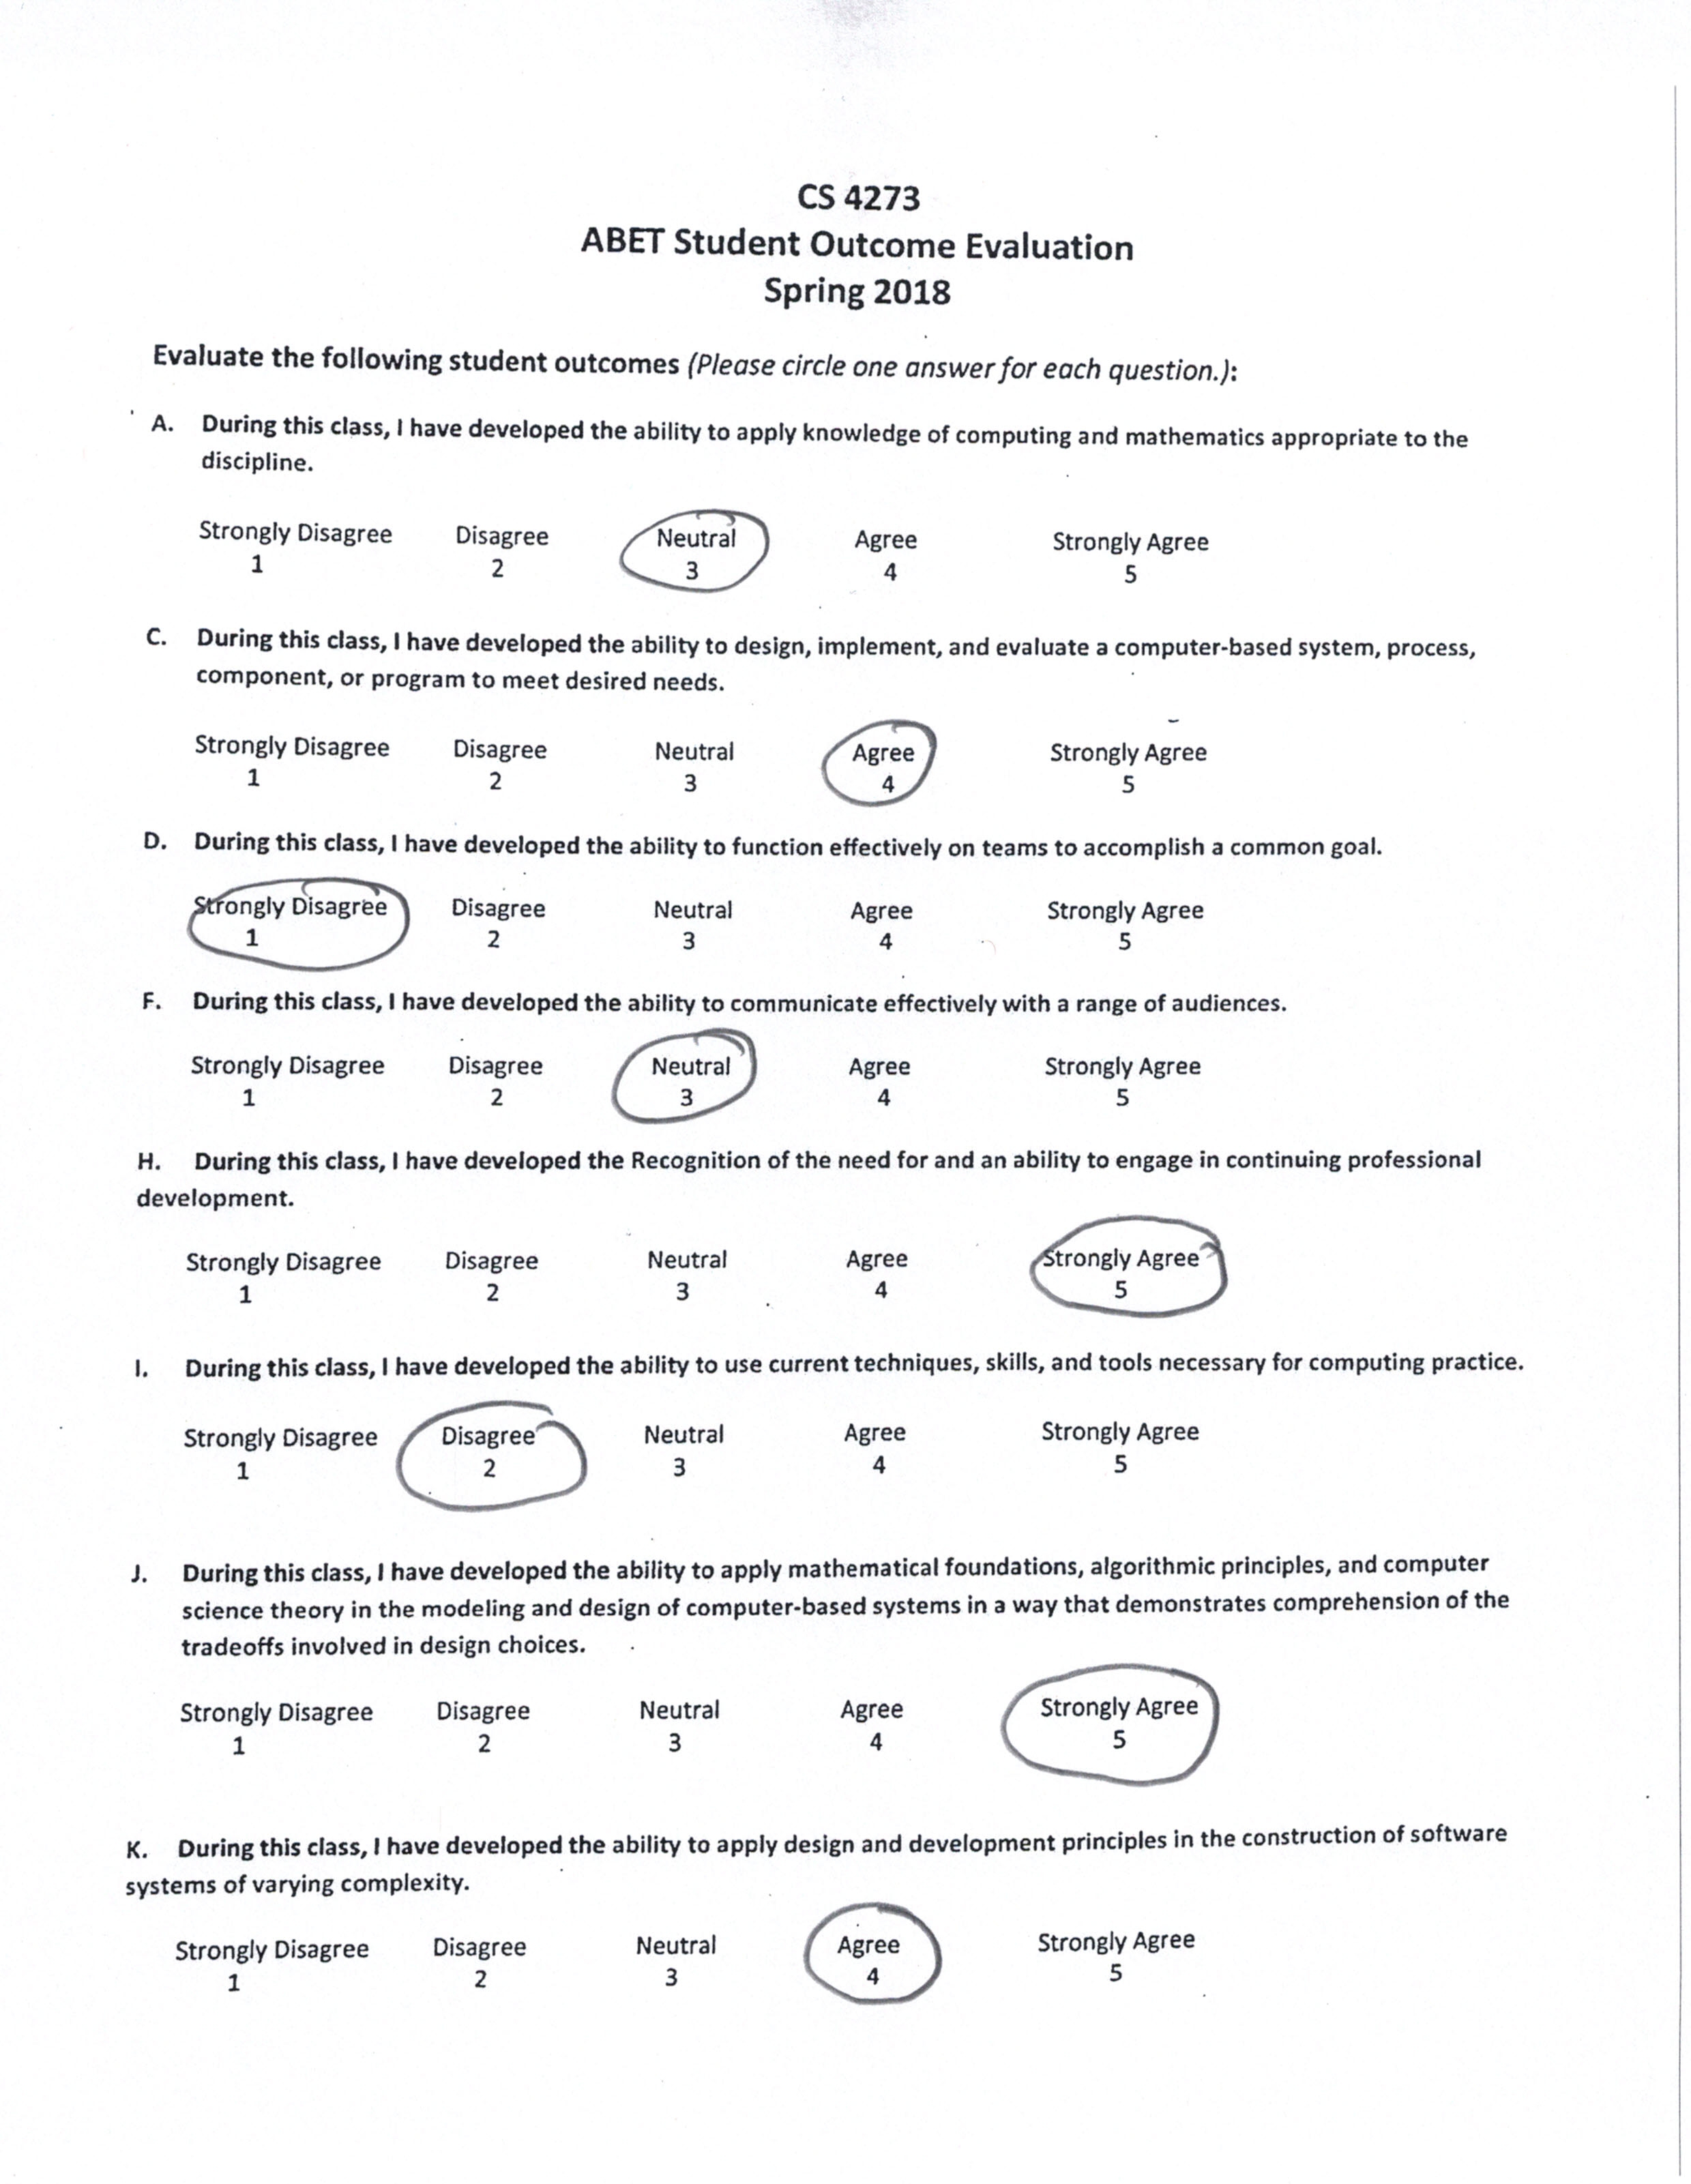 CS 4273
ABET Student Outcome Evaluation
Spring 2018
Evaluate the following student outcomes (Please circle one answer for each question.):
A. During this class, I have developed the ability to apply knowledge of computing and mathematics appropriate to the
discipline.
Strongly Disagree Disagree Neutral Agree Strongly Agree
1 2 3 4 5
C. During this class, I have developed the ability to design, implement, and evaluate a computer-based system, process,
component, or program to meet desired needs.
Strongly Disagree Disagree Neutral Agree Strongly Agree
1 2 3 4 5
D. During this class, I have developed the ability to function effectively on teams to accomplish a common goal.
Strongly Disagree Disagree Neutral Agree Strongly Agree
1 2 3 4 5
F. During this class, I have developed the ability to communicate effectively with a range of audiences.
Strongly Disagree Disagree Neutral Agree Strongly Agree
1 2 3 4 5
H. During this class, I have developed the Recognition of the need for and an ability to engage in continuing professional
development.
Strongly Disagree Disagree Neutral Agree Strongly Agree
1 2 3 4 5
I. During this class, I have developed the ability to use current techniques, skills, and tools necessary for computing practice.
Strongly Disagree Disagree Neutral Agree Strongly Agree
1 2 3 4 5
J. During this class, I have developed the ability to apply mathematical foundations, algorithmic principles, and computer
science theory in the modeling and design of computer-based systems in a way that demonstrates comprehension of the
tradeoffs involved in design choices.
Strongly Disagree Disagree Neutral Agree Strongly Agree
1 2 3 4 5
K. During this class, I have developed the ability to apply design and development principles in the construction of software
systems of varying complexity.
Strongly Disagree Disagree Neutral Agree Strongly Agree
1 2 3 4 5